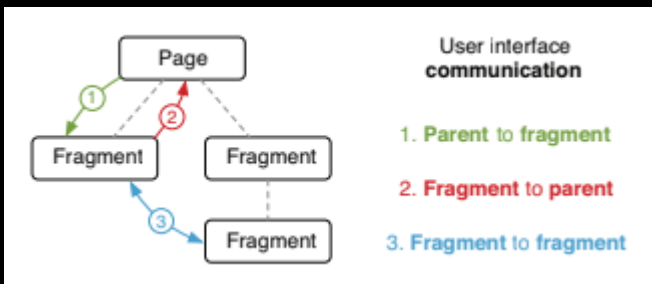 Page
1
2
Fragment
Fragment
3
Fragment
User interface
communication
1. Parent to fragment
2. Fragment to parent
3. Fragment to fragment